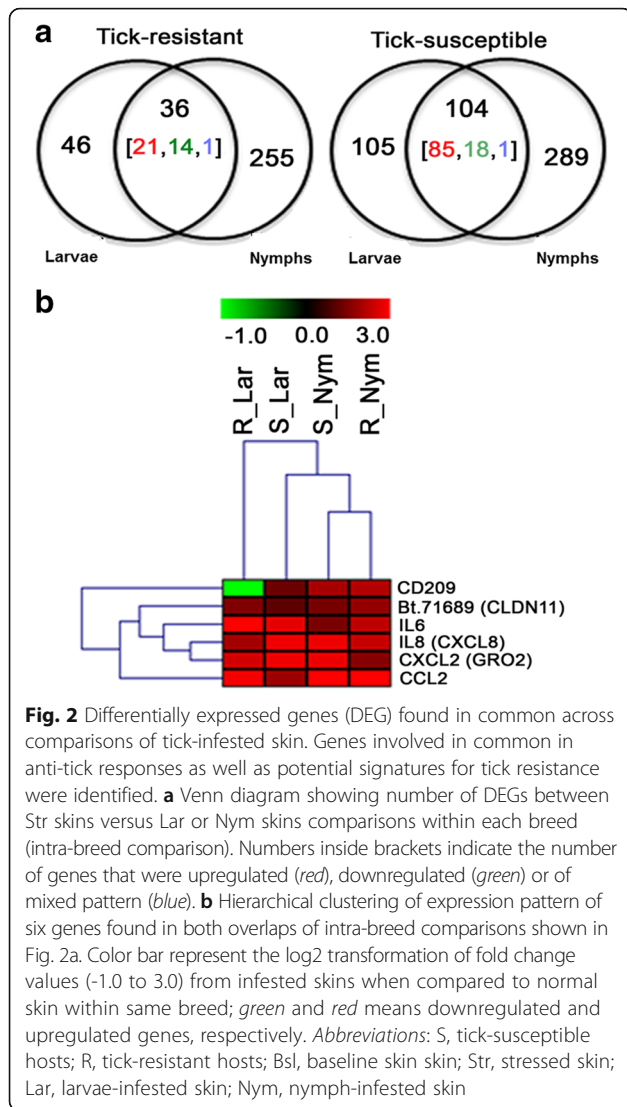 a
Tick-resistant
Tick-susceptible
36
104
46
[21,14,1]
255
105
[85,18,1]
289
Larvae
Nymphs
Larvae
Nymphs
b
-1.0 0.0 3.0
R_Lar
S_Lar
S_Nym
R_Nym
CD209
Bt.71689 (CLDN11)
IL6
IL8 (CXCL8)
CXCL2 (GRO2)
CCL2
Fig. 2 Differentially expressed genes (DEG) found in common across
comparisons of tick-infested skin. Genes involved in common in
anti-tick responses as well as potential signatures for tick resistance
were identified. a Venn diagram showing number of DEGs between
Str skins versus Lar or Nym skins comparisons within each breed
(intra-breed comparison). Numbers inside brackets indicate the number
of genes that were upregulated (red), downregulated (green) or of
mixed pattern (blue). b Hierarchical clustering of expression pattern of
six genes found in both overlaps of intra-breed comparisons shown in
Fig. 2a. Color bar represent the log2 transformation of fold change
values (-1.0 to 3.0) from infested skins when compared to normal
skin within same breed; green and red means downregulated and
upregulated genes, respectively. Abbreviations: S, tick-susceptible
hosts; R, tick-resistant hosts; Bsl, baseline skin skin; Str, stressed skin;
Lar, larvae-infested skin; Nym, nymph-infested skin